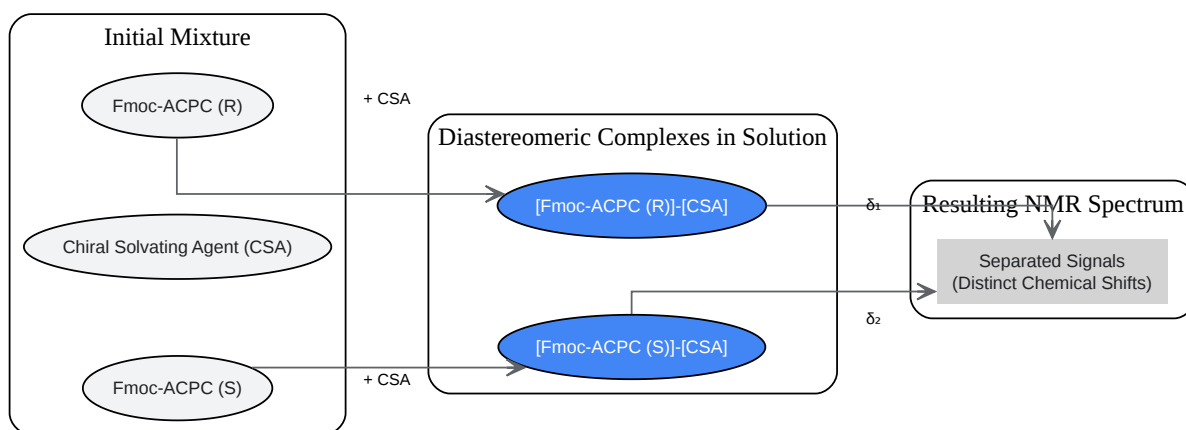 Initial Mixture
Fmoc-ACPC (R)
Chiral Solvating Agent (CSA)
Fmoc-ACPC (S)
+ CSA
+ CSA
Diastereomeric Complexes in Solution
[Fmoc-ACPC (R)]-[CSA]
[Fmoc-ACPC (S)]-[CSA]
δ₁
δ₂
Resulting NMR Spectrum
Separated Signals
(Distinct Chemical Shifts)